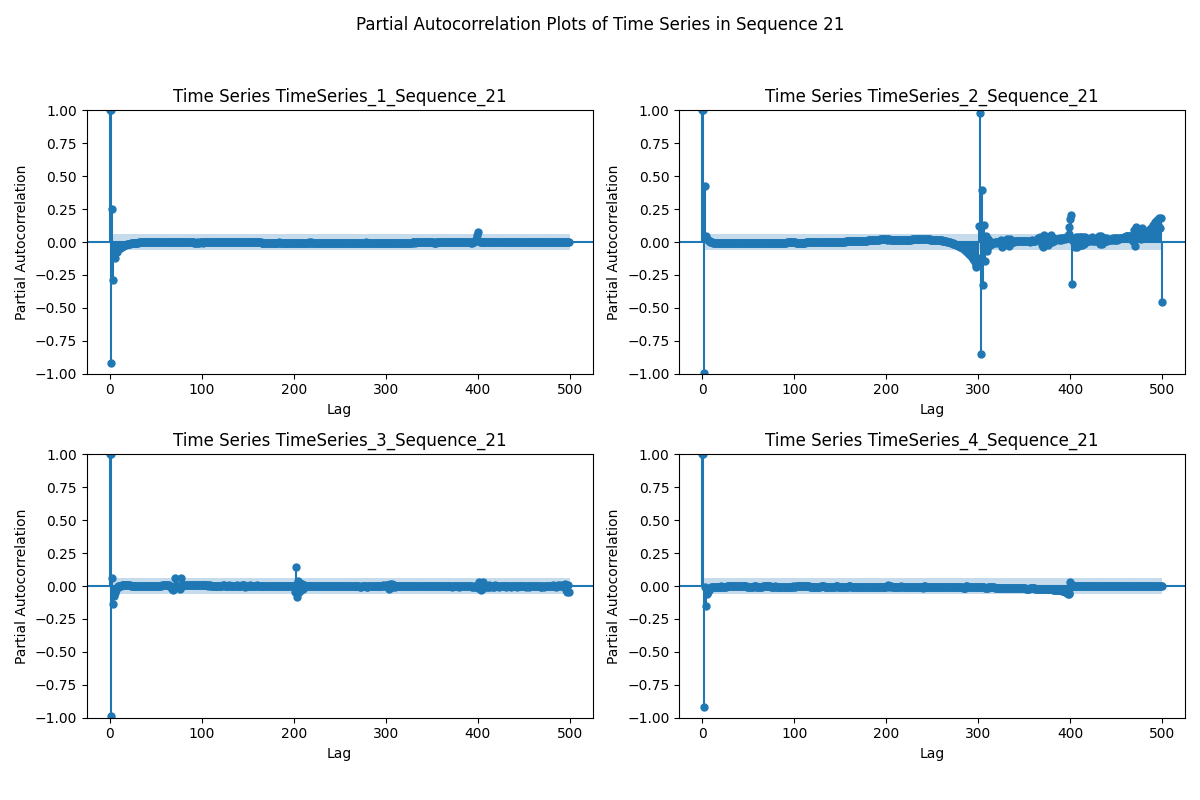 Partial Autocorrelation Plots of Time Series in Sequence 21
Time Series TimeSeries_1_Sequence_21
1.00
0.75
0.50
0.25
0.00
−0.25
−0.50
−0.75
−1.00
Partial Autocorrelation
0 100 200 300 400 500
Lag
Time Series TimeSeries_2_Sequence_21
1.00
0.75
0.50
0.25
0.00
−0.25
−0.50
−0.75
−1.00
Partial Autocorrelation
0 100 200 300 400 500
Lag
Time Series TimeSeries_3_Sequence_21
1.00
0.75
0.50
0.25
0.00
−0.25
−0.50
−0.75
−1.00
Partial Autocorrelation
0 100 200 300 400 500
Lag
Time Series TimeSeries_4_Sequence_21
1.00
0.75
0.50
0.25
0.00
−0.25
−0.50
−0.75
−1.00
Partial Autocorrelation
0 100 200 300 400 500
Lag